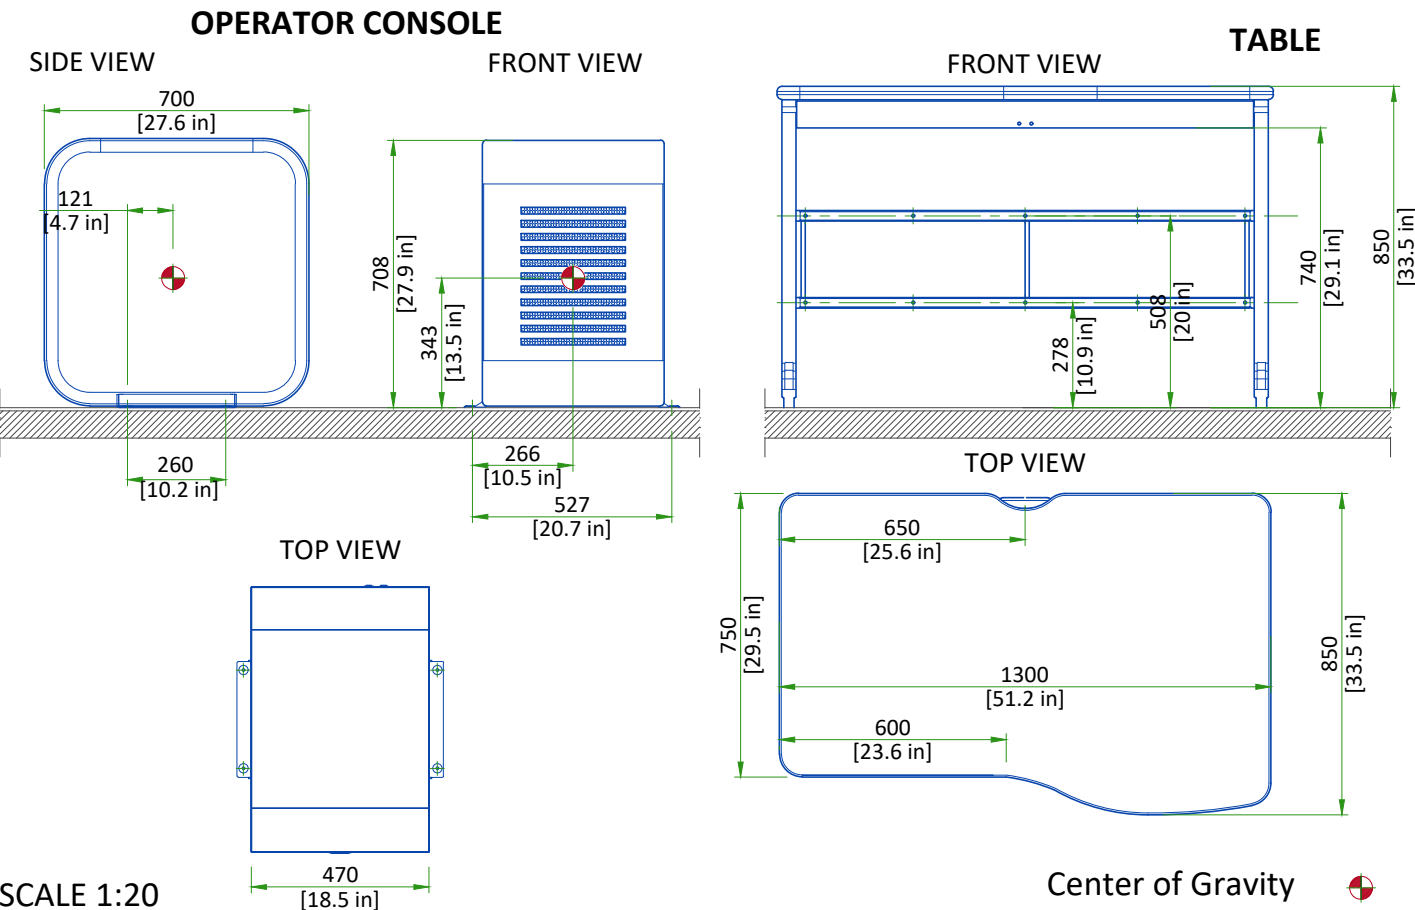 OPERATOR CONSOLE
TABLE
SIDE VIEW
FRONT VIEW
FRONT VIEW
700
[27.6 in]
121
[4.7 in]
708
[27.9 in]
343
[13.5 in]
260
[10.2 in]
266
[10.5 in]
527
[20.7 in]
850
[33.5 in]
740
[29.1 in]
508
[20 in]
278
[10.9 in]
TOP VIEW
TOP VIEW
650
[25.6 in]
750
[29.5 in]
850
[33.5 in]
1300
[51.2 in]
600
[23.6 in]
470
[18.5 in]
SCALE 1:20
Center of Gravity